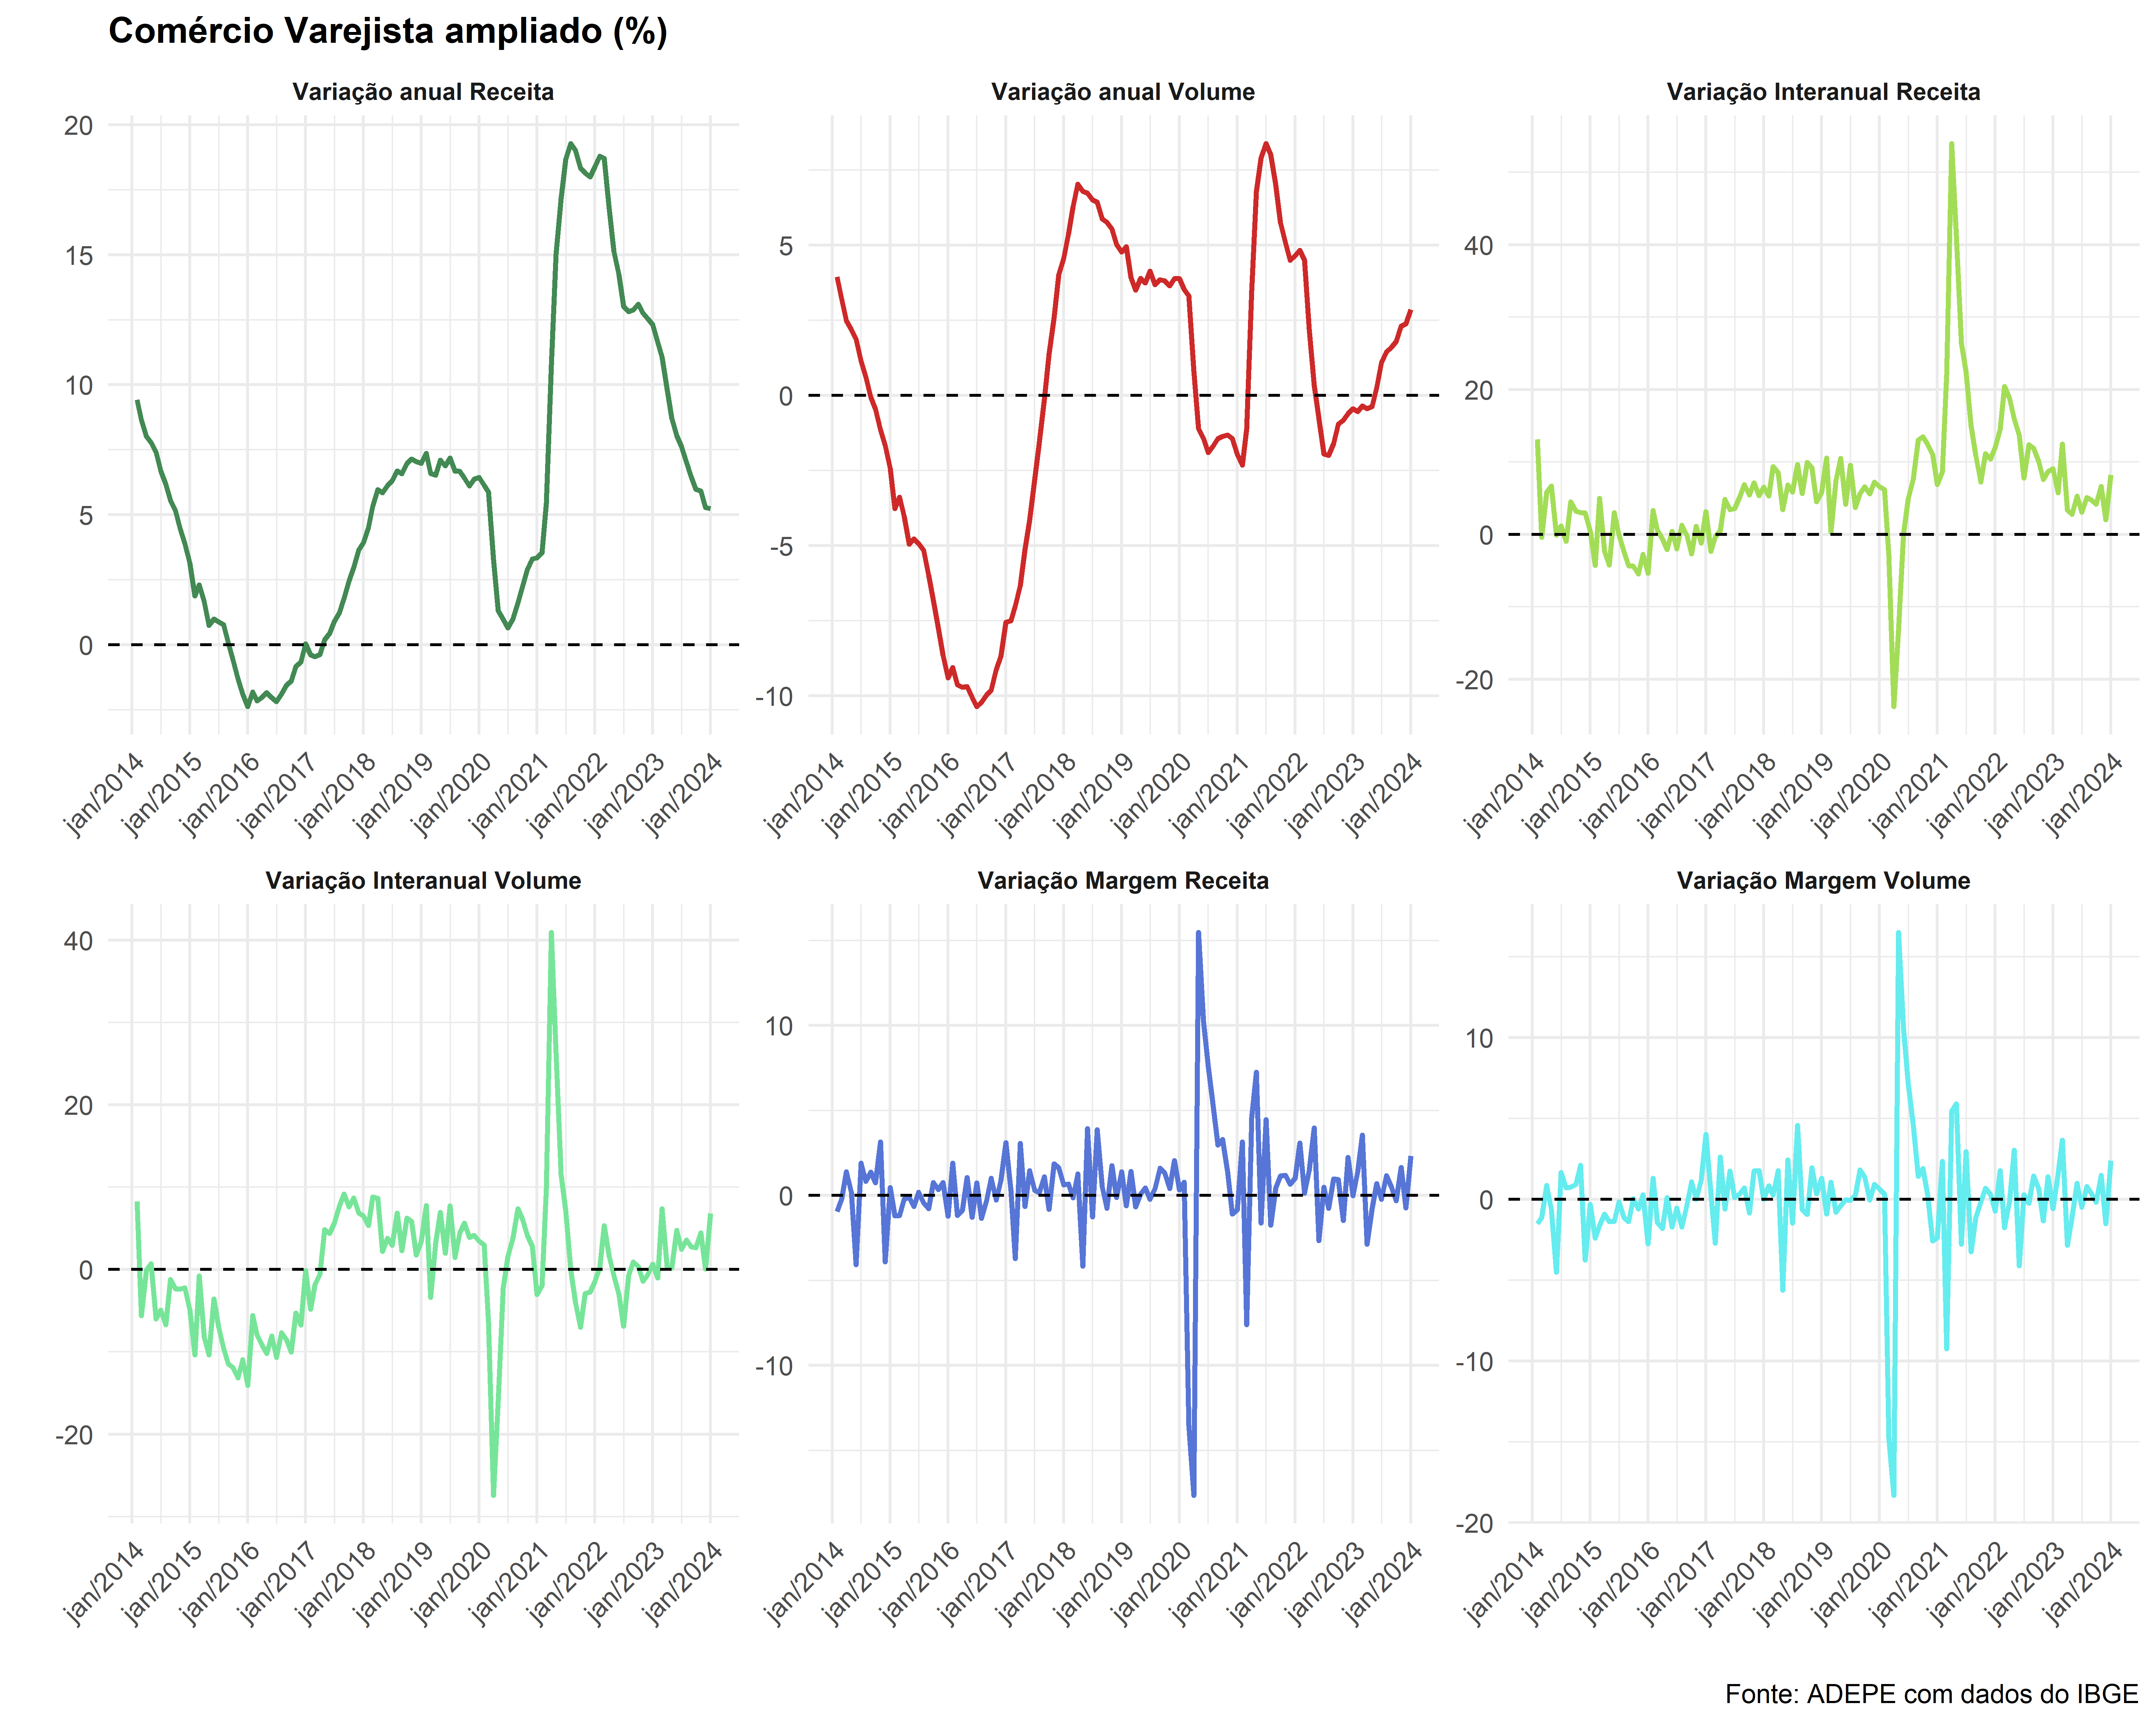 Comércio Varejista ampliado (%)
Variação anual Receita
20
15
10
5
0
jan/2014
jan/2015
jan/2016
jan/2017
jan/2018
jan/2019
jan/2020
jan/2021
jan/2022
jan/2023
jan/2024
Variação anual Volume
5
0
-5
-10
jan/2014
jan/2015
jan/2016
jan/2017
jan/2018
jan/2019
jan/2020
jan/2021
jan/2022
jan/2023
jan/2024
Variação Interanual Receita
40
20
0
-20
jan/2014
jan/2015
jan/2016
jan/2017
jan/2018
jan/2019
jan/2020
jan/2021
jan/2022
jan/2023
jan/2024
Variação Interanual Volume
40
20
0
-20
jan/2014
jan/2015
jan/2016
jan/2017
jan/2018
jan/2019
jan/2020
jan/2021
jan/2022
jan/2023
jan/2024
Variação Margem Receita
10
0
-10
jan/2014
jan/2015
jan/2016
jan/2017
jan/2018
jan/2019
jan/2020
jan/2021
jan/2022
jan/2023
jan/2024
Variação Margem Volume
10
0
-10
-20
jan/2014
jan/2015
jan/2016
jan/2017
jan/2018
jan/2019
jan/2020
jan/2021
jan/2022
jan/2023
jan/2024
Fonte: ADEPE com dados do IBGE